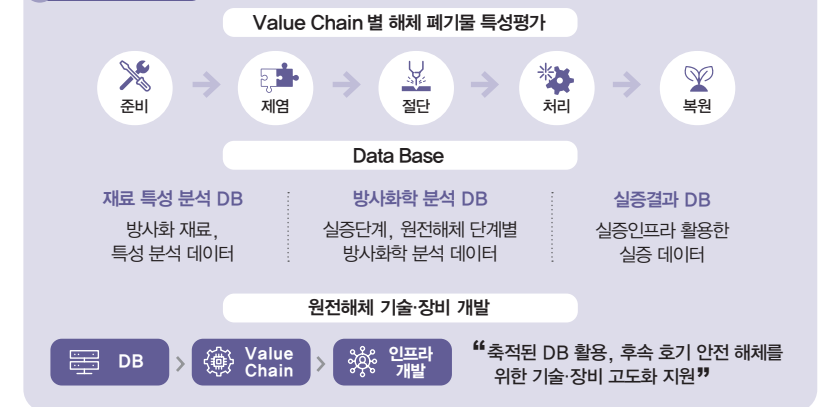 Value Chain 별 해체 폐기물 특성평가
준비
제염
절단
처리
복원
Data Base
재료 특성 분석 DB
방사화 재료,
특성 분석 데이터
방사화학 분석 DB
실증단계, 원전해체 단계별
방사화학 분석 데이터
실증결과 DB
실증인프라 활용한
실증 데이터
원전해체 기술·장비 개발
DB
Value
Chain
인프라
개발
“축적된 DB 활용, 후속 호기 안전 해체를
위한 기술·장비 고도화 지원”